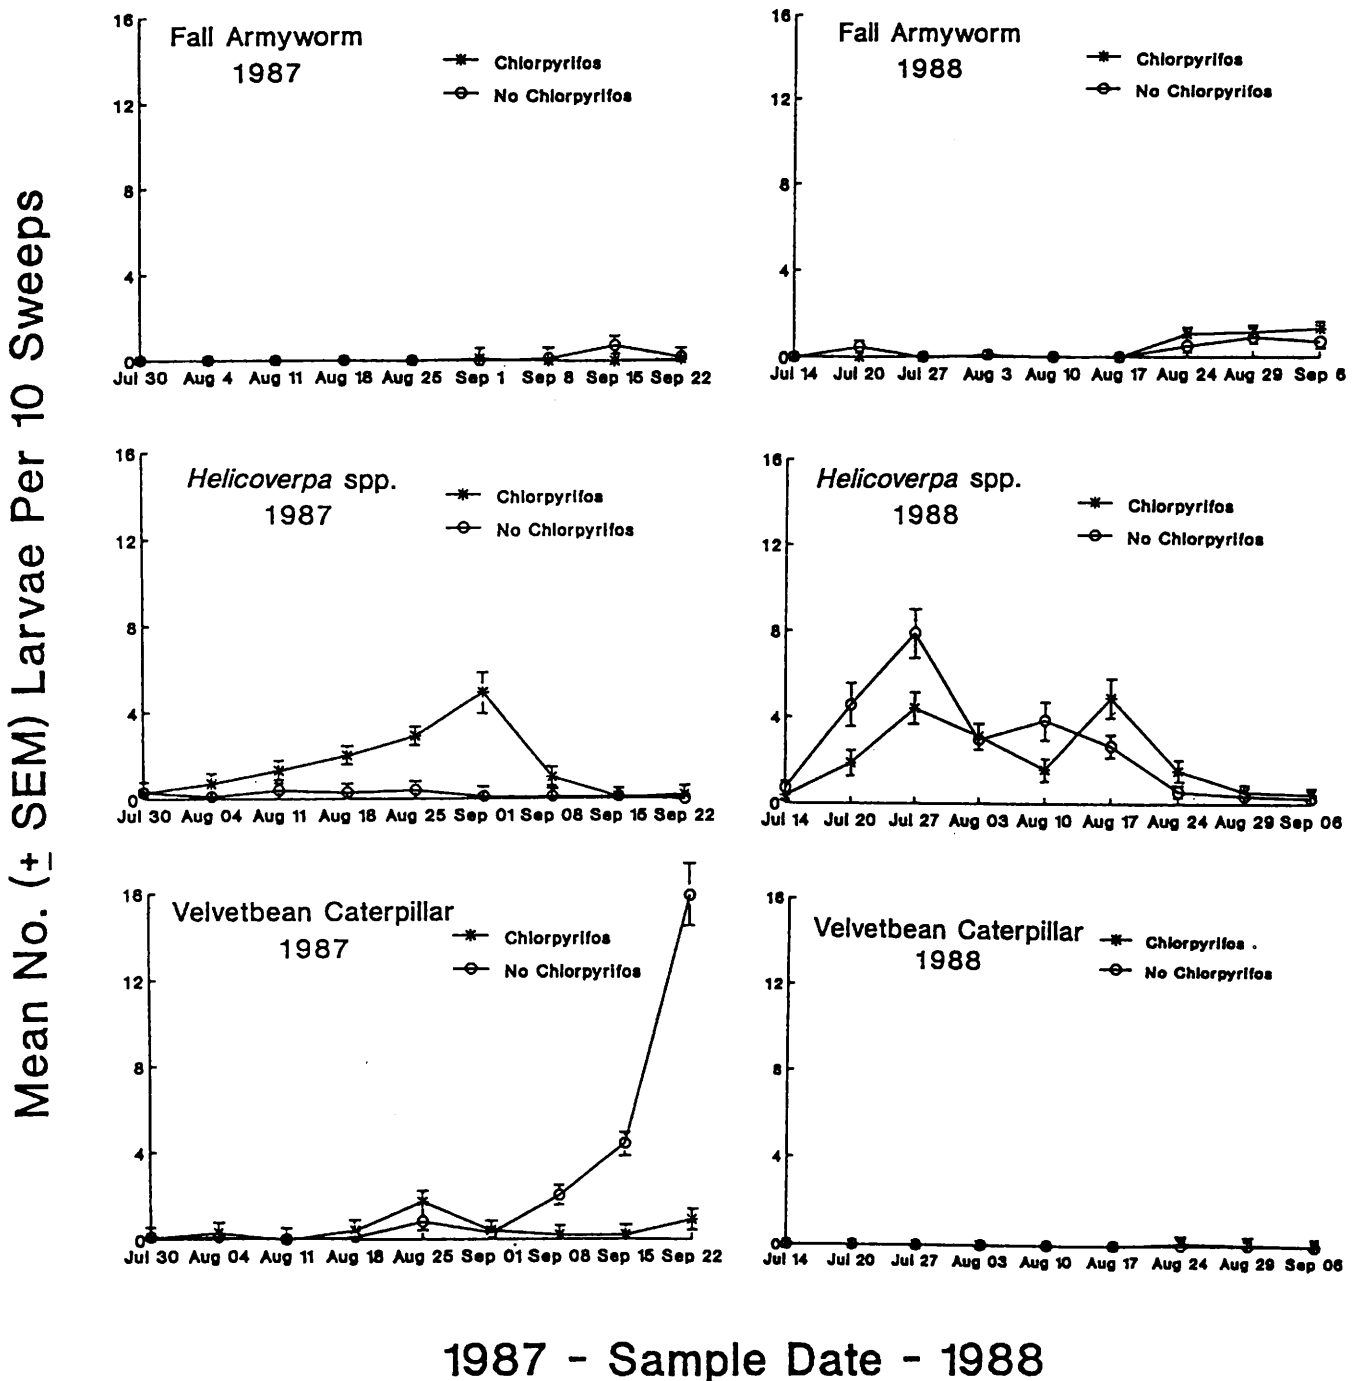 Mean No. (± SEM) Larvae Per 10 Sweeps
Fall Armyworm
1987
Chlorpyrifos
No Chlorpyrifos
16
12
8
4
0
Jul 30 Aug 4 Aug 11 Aug 18 Aug 25 Sep 1 Sep 8 Sep 15 Sep 22
Fall Armyworm
1988
Chlorpyrifos
No Chlorpyrifos
16
12
8
4
0
Jul 14 Jul 20 Jul 27 Aug 3 Aug 10 Aug 17 Aug 24 Aug 29 Sep 6
Helicoverpa spp.
1987
Chlorpyrifos
No Chlorpyrifos
16
12
8
4
0
Jul 30 Aug 04 Aug 11 Aug 18 Aug 25 Sep 01 Sep 08 Sep 15 Sep 22
Helicoverpa spp.
1988
Chlorpyrifos
No Chlorpyrifos
16
12
8
4
0
Jul 14 Jul 20 Jul 27 Aug 03 Aug 10 Aug 17 Aug 24 Aug 29 Sep 06
Velvetbean Caterpillar
1987
Chlorpyrifos
No Chlorpyrifos
16
12
8
4
0
Jul 30 Aug 04 Aug 11 Aug 18 Aug 25 Sep 01 Sep 08 Sep 15 Sep 22
Velvetbean Caterpillar
1988
Chlorpyrifos
No Chlorpyrifos
16
12
8
4
0
Jul 14 Jul 20 Jul 27 Aug 03 Aug 10 Aug 17 Aug 24 Aug 29 Sep 06
1987 - Sample Date - 1988